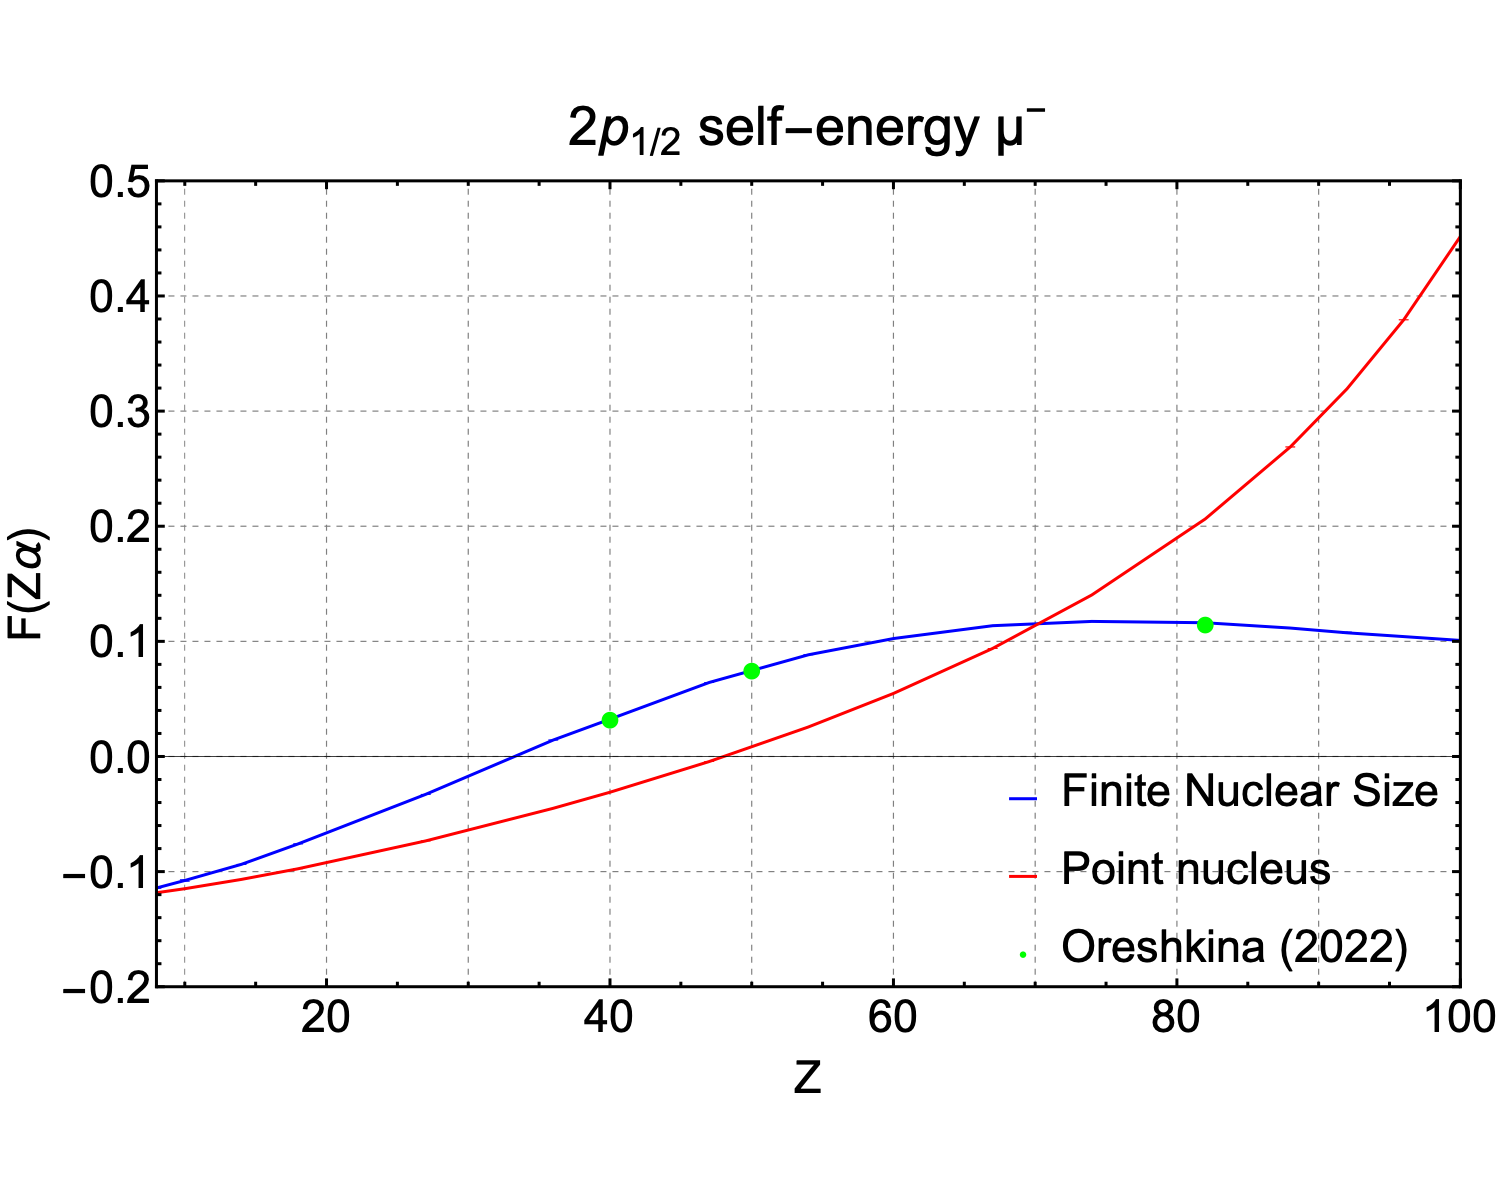 2p1/2 self−energy μ−
0.5
0.4
0.3
0.2
0.1
0.0
−0.1
−0.2
F(Zα)
Finite Nuclear Size
Point nucleus
Oreshkina (2022)
20 40 60 80 100
Z